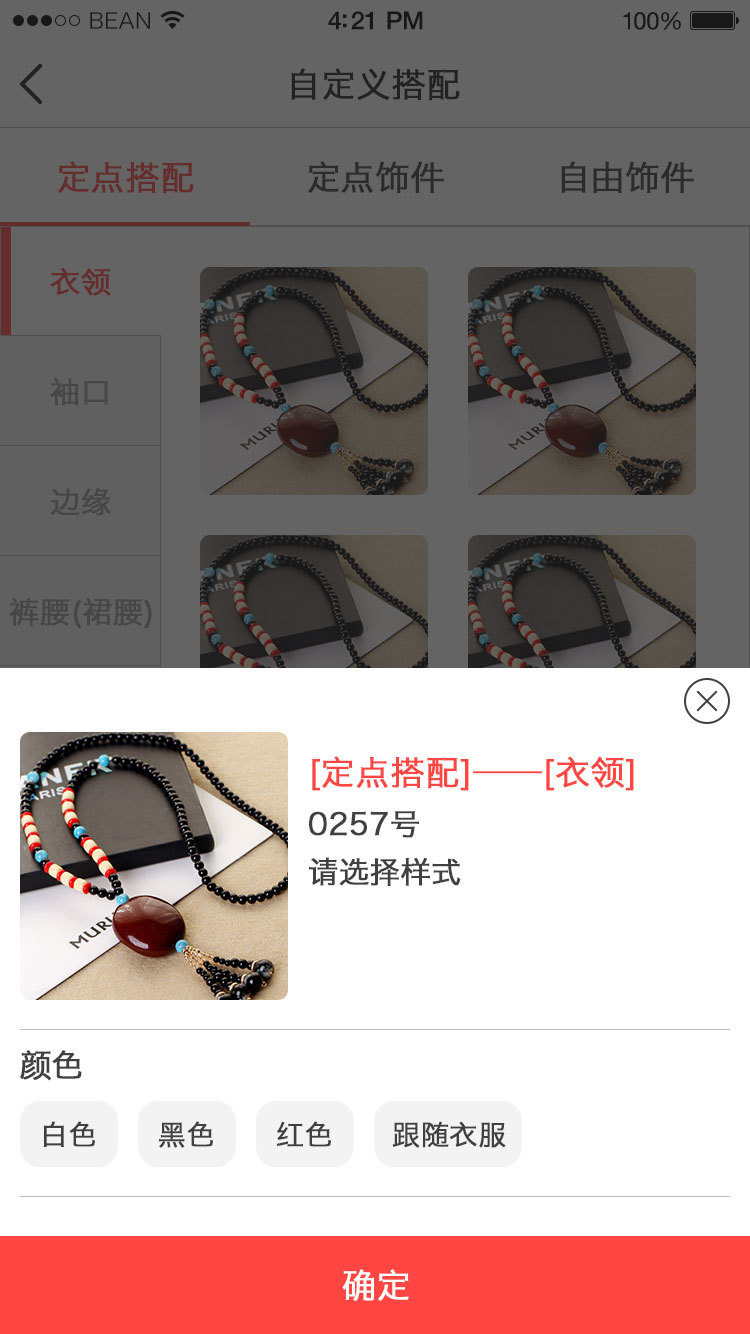 BEAN 4:21 PM 100%
自定义搭配
定点搭配 定点饰件 自由饰件
衣领
袖口
边缘
裤腰(裙腰)
[定点搭配]——[衣领]
0257号
请选择样式
颜色
白色 黑色 红色 跟随衣服
确定